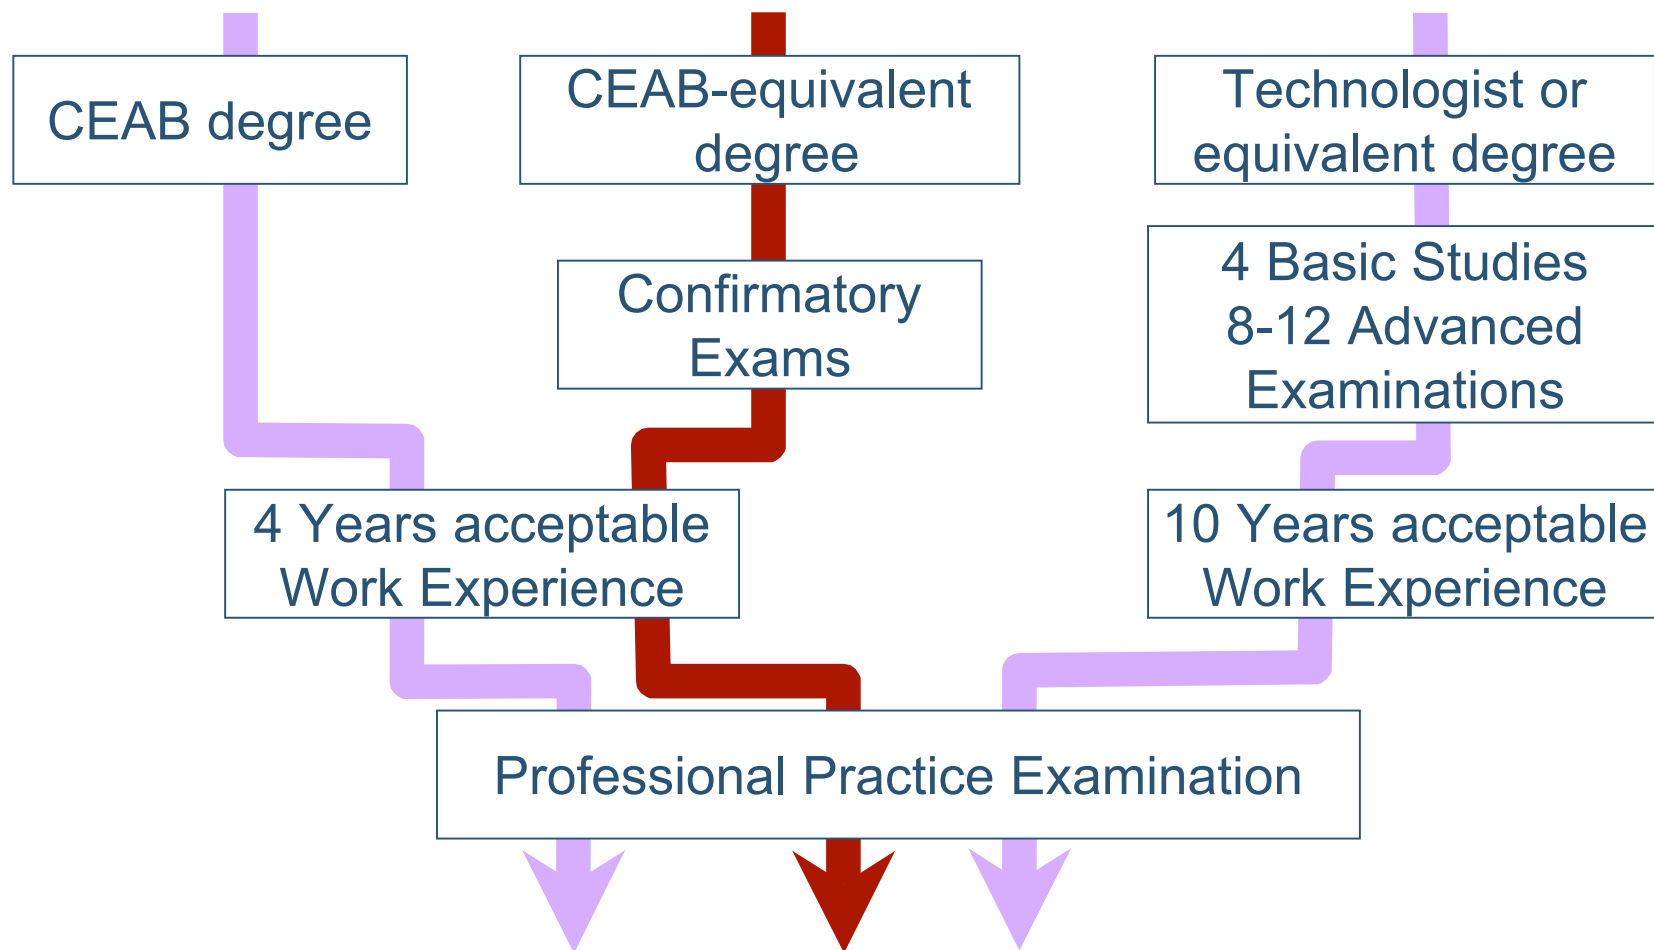 CEAB degree
CEAB-equivalent
degree
Technologist or
equivalent degree
Confirmatory
Exams
4 Basic Studies
8-12 Advanced
Examinations
4 Years acceptable
Work Experience
10 Years acceptable
Work Experience
Professional Practice Examination